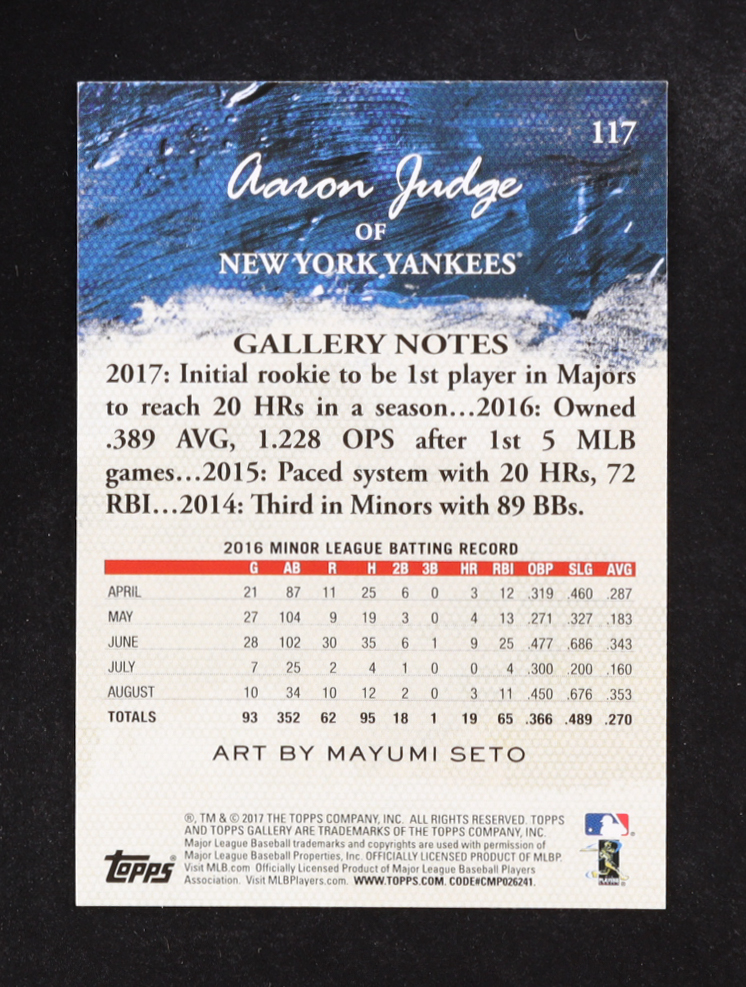 117
Aaron Judge
OF
NEW YORK YANKEES®
GALLERY NOTES
2017: Initial rookie to be 1st player in Majors
to reach 20 HRs in a season...2016: Owned
.389 AVG, 1.228 OPS after 1st 5 MLB
games...2015: Paced system with 20 HRs, 72
RBI...2014: Third in Minors with 89 BBs.
2016 MINOR LEAGUE BATTING RECORD
G AB R H 2B 3B HR RBI OBP SLG AVG
APRIL 21 87 11 25 6 0 3 12 .319 .460 .287
MAY 27 104 9 19 3 0 4 13 .271 .327 .183
JUNE 28 102 30 35 6 1 9 25 .477 .686 .343
JULY 7 25 2 4 1 0 0 4 .300 .200 .160
AUGUST 10 34 10 12 2 0 3 11 .450 .676 .353
TOTALS 93 352 62 95 18 1 19 65 .366 .489 .270
ART BY MAYUMI SETO
®, TM & © 2017 THE TOPPS COMPANY, INC. ALL RIGHTS RESERVED. TOPPS
AND TOPPS GALLERY ARE TRADEMARKS OF THE TOPPS COMPANY, INC.
Major League Baseball trademarks and copyrights are used with permission of
Major League Baseball Properties, Inc. OFFICIALLY LICENSED PRODUCT OF MLBP.
Visit MLB.com Officially Licensed Product of Major League Baseball Players
Association. Visit MLBPlayers.com. WWW.TOPPS.COM. CODE#CMP026241.
Topps®